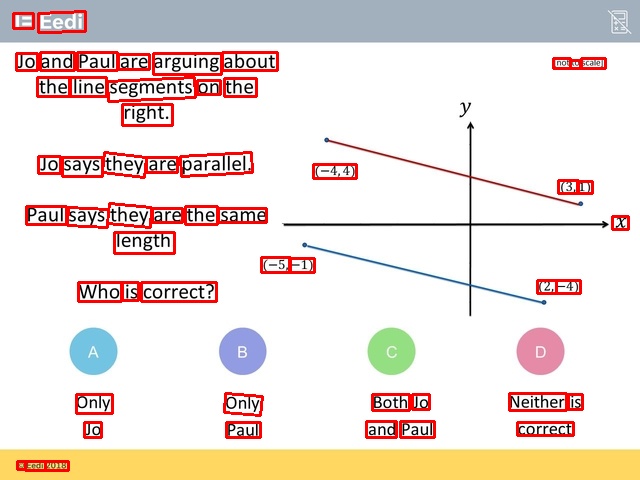 Eedi
Jo and Paul are arguing about
the line segments on the
right.
(not to scale)
Jo says they are parallel.
Paul says they are the same
length
Who is correct?
y
x
(−4, 4)
(3, 1)
(−5, −1)
(2, −4)
A
B
C
D
Only
Jo
Only
Paul
Both Jo
and Paul
Neither is
correct
© Eedi 2018